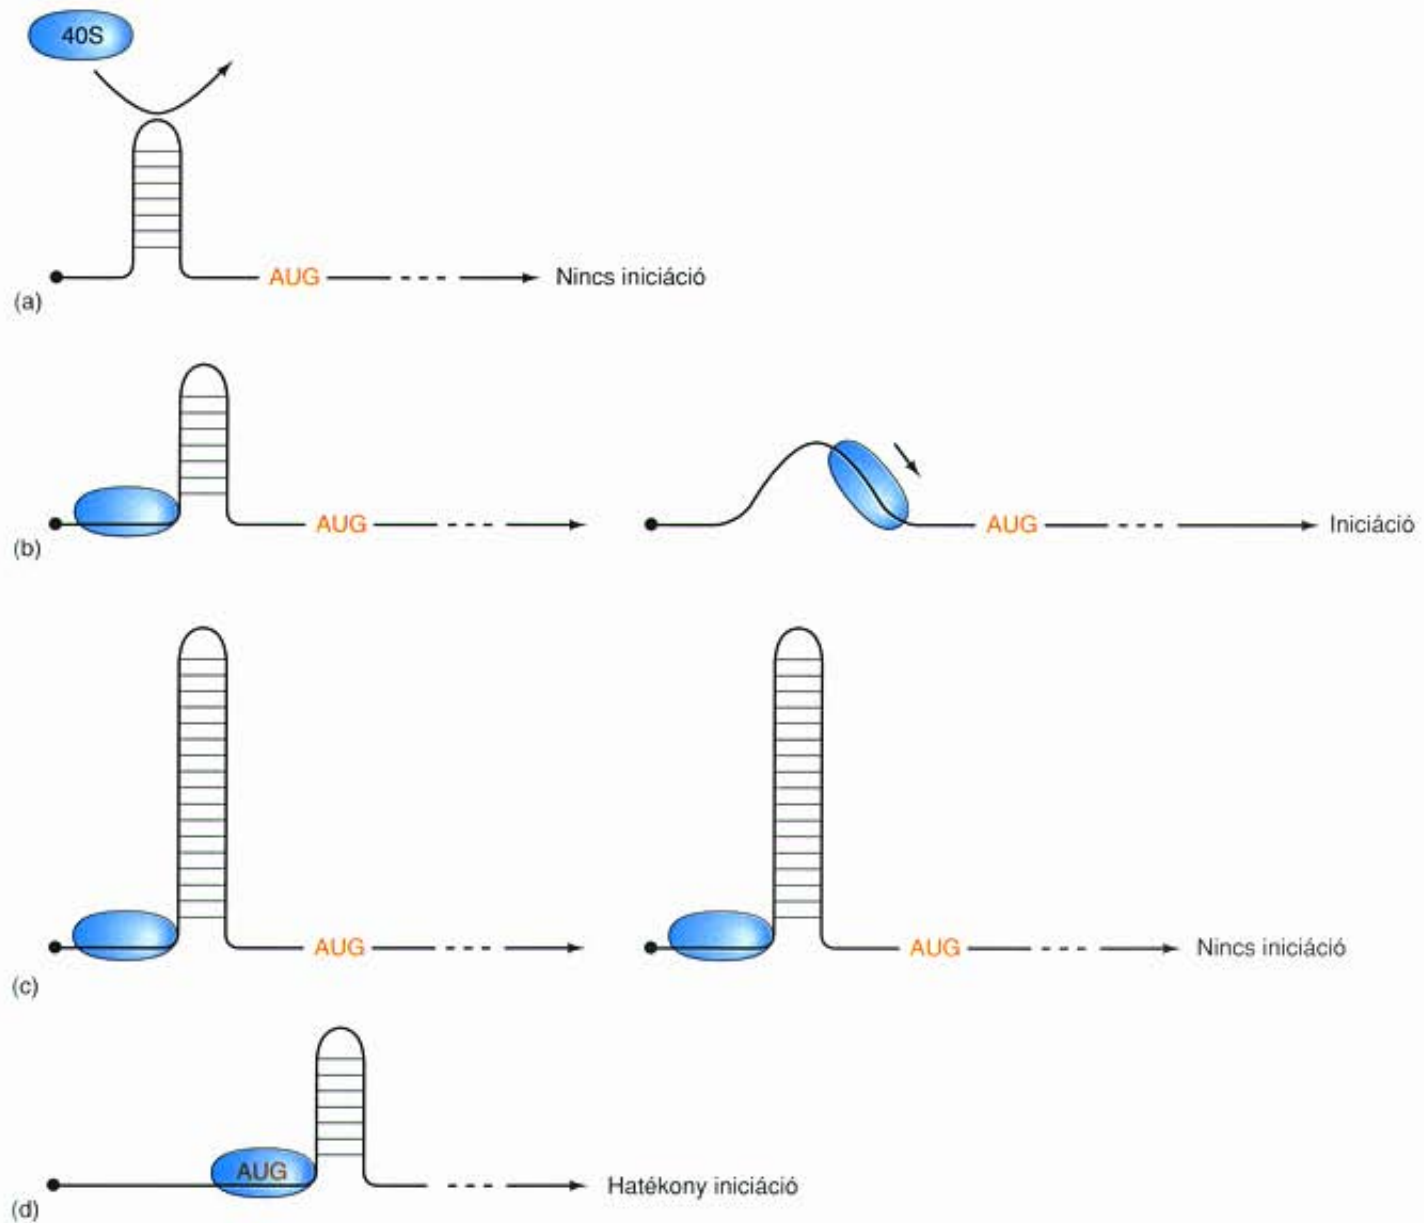 40S
AUG Nincs iniciáció
(a)
AUG AUG Iniciáció
(b)
AUG AUG Nincs iniciáció
(c)
AUG
Hatékony iniciáció
(d)